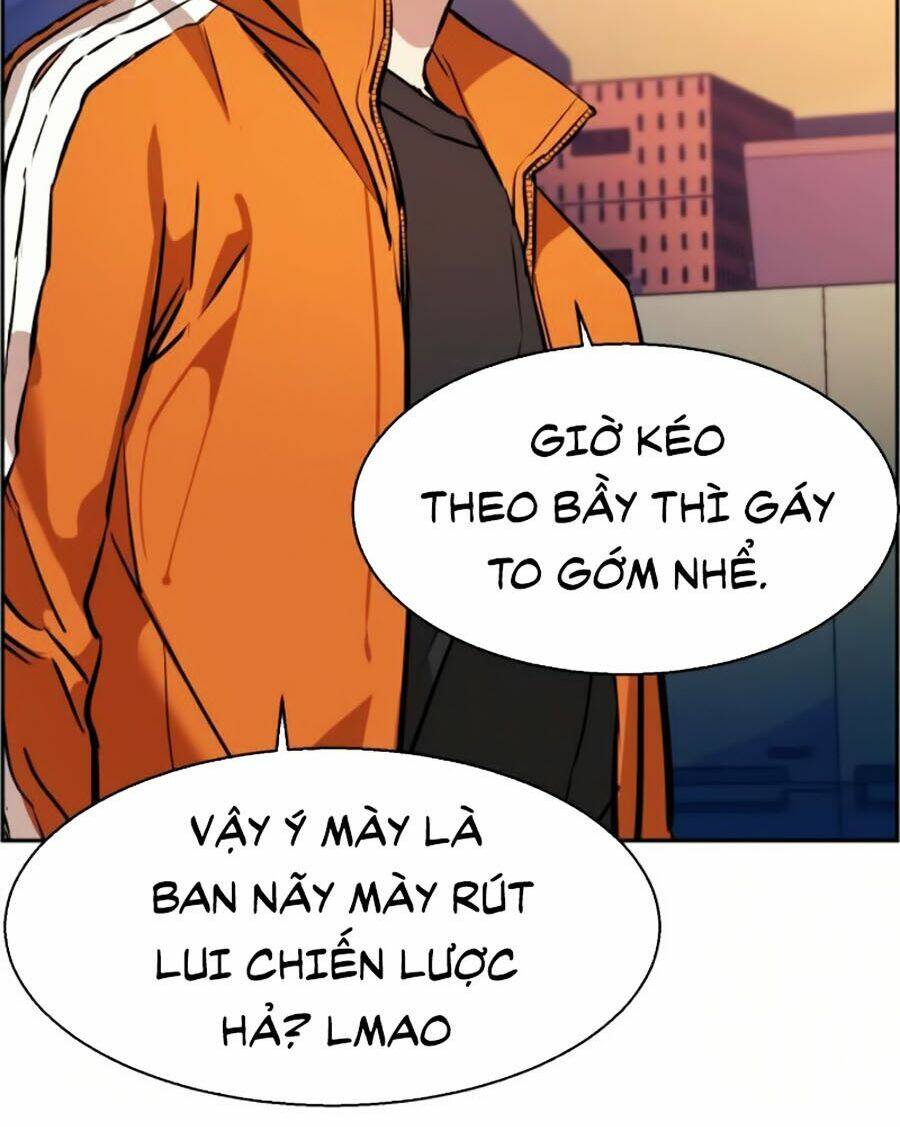 GIỜ KÉO
THEO BẦY THÌ GÁY
TO GỚM NHỂ.
VẬY Ý MÀY LÀ
BAN NÃY MÀY RÚT
LUI CHIẾN LƯỢC
HẢ? LMAO